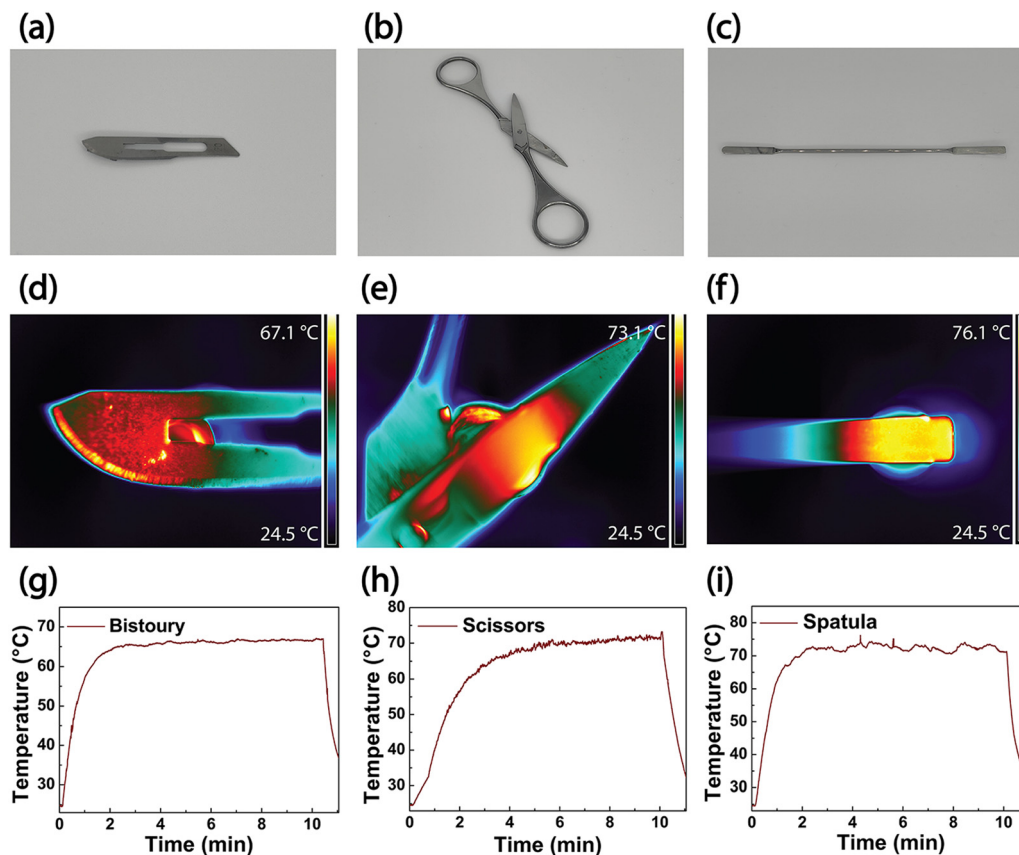 (a)
(b)
(c)
(d)
(e)
(f)
67.1 °C
73.1 °C
76.1 °C
24.5 °C
24.5 °C
24.5 °C
(g)
(h)
(i)
Temperature (°C)
70
60
50
40
30
Bistoury
0 2 4 6 8 10
Time (min)
Temperature (°C)
80
70
60
50
40
30
Scissors
0 2 4 6 8 10
Time (min)
Temperature (°C)
80
70
60
50
40
30
Spatula
0 2 4 6 8 10
Time (min)